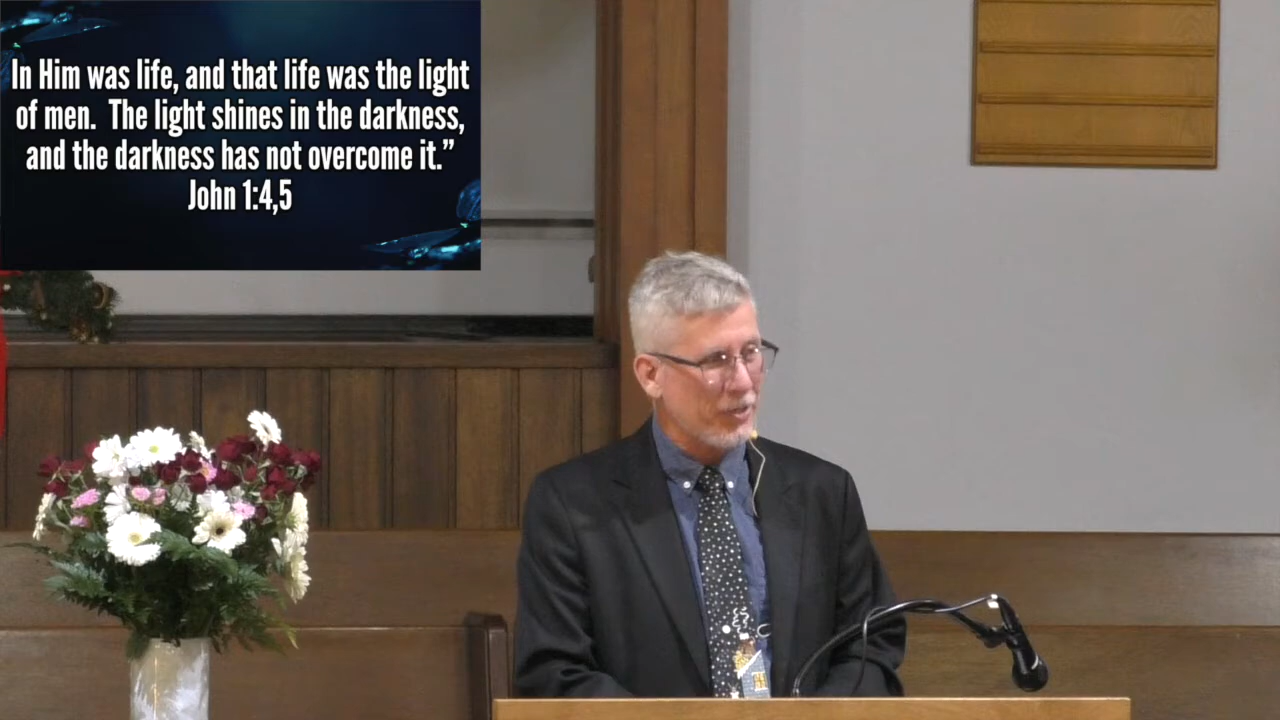 In Him was life, and that life was the light
of men.  The light shines in the darkness,
and the darkness has not overcome it.”
John 1:4,5